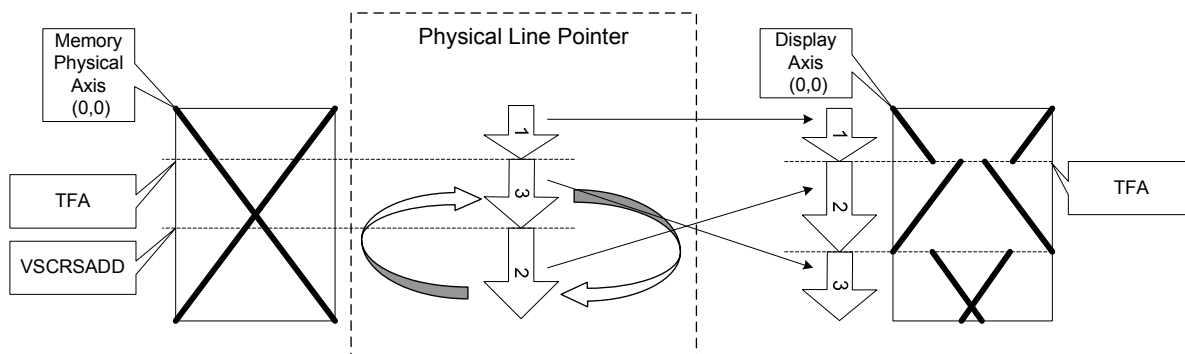 Memory
Physical
Axis
(0,0)
TFA
VSCRSADD
Physical Line Pointer
1
3
2
Display
Axis
(0,0)
1
2
3
TFA